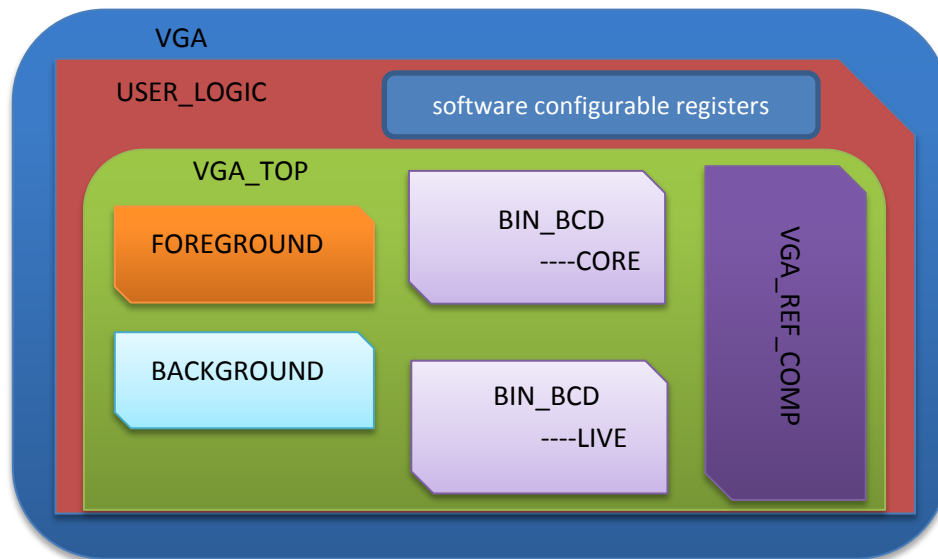 VGA
USER_LOGIC
software configurable registers
VGA_TOP
FOREGROUND
BIN_BCD
----CORE
VGA_REF_COMP
BACKGROUND
BIN_BCD
----LIVE